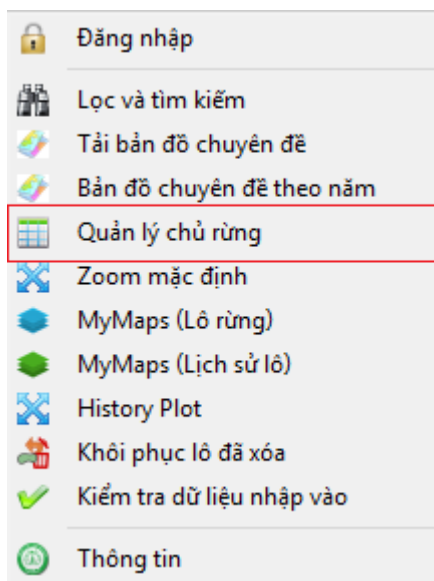 Đăng nhập
Lọc và tìm kiếm
Tải bản đồ chuyên đề
Bản đồ chuyên đề theo năm
Quản lý chủ rừng
Zoom mặc định
MyMaps (Lô rừng)
MyMaps (Lịch sử lô)
History Plot
Khôi phục lô đã xóa
Kiểm tra dữ liệu nhập vào
Thông tin